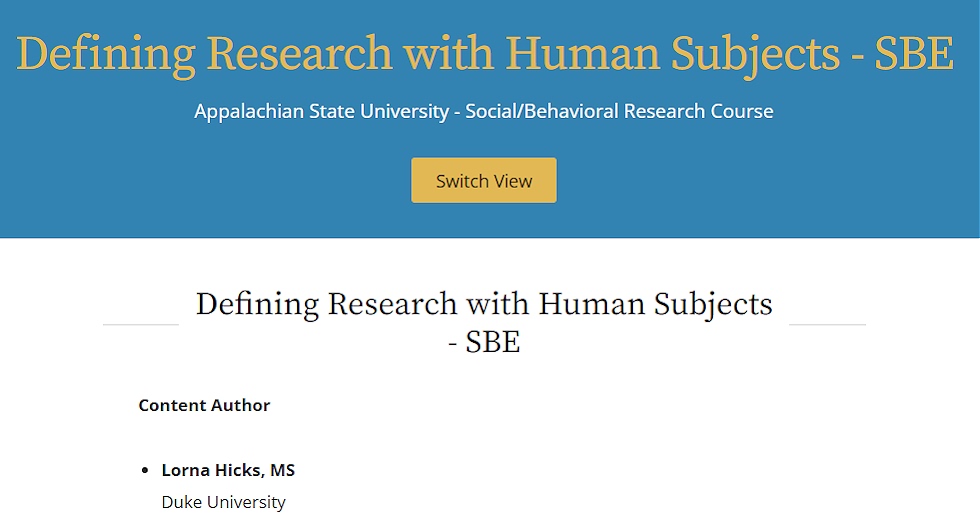 Defining Research with Human Subjects - SBE
Appalachian State University - Social/Behavioral Research Course
Switch View
Defining Research with Human Subjects
- SBE
Content Author
• Lorna Hicks, MS
Duke University